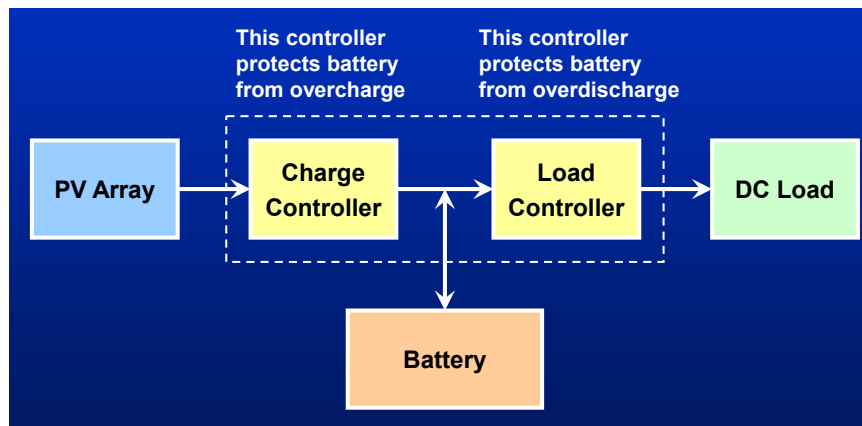 This controller
protects battery
from overcharge
This controller
protects battery
from overdischarge
PV Array
Charge
Controller
Load
Controller
DC Load
Battery